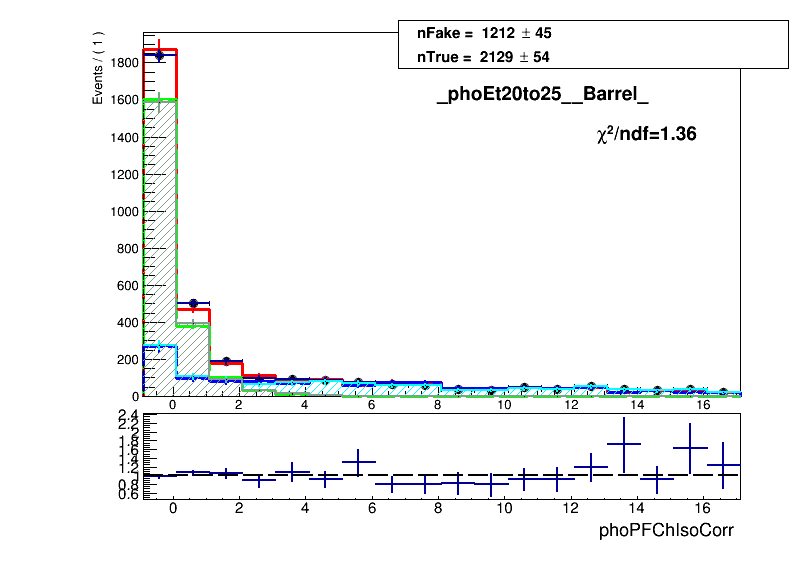 nFake = 1212 ± 45
nTrue = 2129 ± 54
_phoEt20to25__Barrel_
χ²/ndf=1.36
Events / ( 1 )
1800
1600
1400
1200
1000
800
600
400
200
0
0 2 4 6 8 10 12 14 16
2.4
2.2
2
1.8
1.6
1.4
1.2
1
0.8
0.6
0 2 4 6 8 10 12 14 16
phoPFChIsoCorr